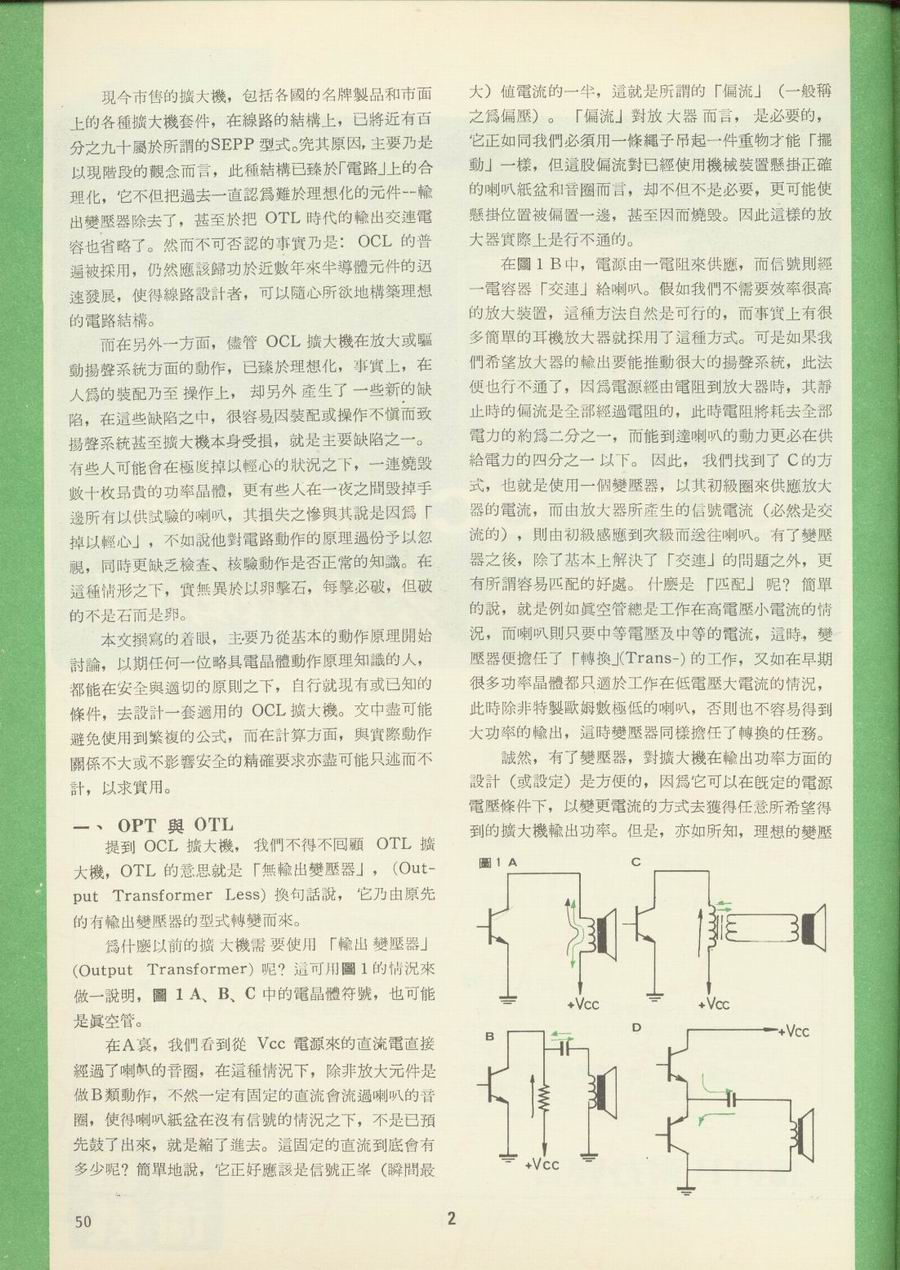 現今市售的擴大機，包括各國的名牌製品和市面
上的各種擴大機套件，在線路的結構上，已將近有百
分之九十屬於所謂的SEPP 型式。究其原因，主要乃是
以現階段的觀念而言，此種結構已臻於「電路」上的合
理化，它不但把過去一直認爲難於理想化的元件--輸
出變壓器除去了，甚至於把 OTL 時代的輸出交連電
容也省略了。然而不可否認的事實乃是： OCL 的普
遍被採用，仍然應該歸功於近數年來半導體元件的迅
速發展，使得線路設計者，可以隨心所欲地構築理想
的電路結構。
而在另外一方面，儘管 OCL 擴大機在放大或驅
動揚聲系統方面的動作，已臻於理想化，事實上，在
人爲的裝配乃至操作上， 却另外產生了一些新的缺
陷，在這些缺陷之中，很容易因裝配或操作不愼而致
揚聲系統甚至擴大機本身受損，就是主要缺陷之一。
有些人可能會在極度掉以輕心的狀況之下，一連燒毀
數十枚昂貴的功率晶體，更有些人在一夜之間毀掉手
邊所有以供試驗的喇叭，其損失之慘與其說是因爲「
掉以輕心」，不如說他對電路動作的原理過份予以忽
視，同時更缺乏檢查、核驗動作是否正常的知識。在
這種情形之下，實無異於以卵擊石，每擊必破，但破
的不是石而是卵。
本文撰寫的着眼，主要乃從基本的動作原理開始
討論，以期任何一位略具電晶體動作原理知識的人，
都能在安全與適切的原則之下，自行就現有或已知的
條件，去設計一套適用的 OCL 擴大機。文中盡可能
避免使用到繁複的公式，而在計算方面，與實際動作
關係不大或不影響安全的精確要求亦盡可能只述而不
計，以求實用。
一、 OPT 與 OTL
提到 OCL 擴大機， 我們不得不回顧 OTL 擴
大機，OTL 的意思就是「無輸出變壓器」，（Out-
put Transformer Less) 換句話說， 它乃由原先
的有輸出變壓器的型式轉變而來。
爲什麼以前的擴大機需要使用「輸出變壓器」
(Output Transformer) 呢？這可用圖1的情況來
做一說明，圖 1 A、B、C 中的電晶體符號，也可能
是眞空管。
在A裏，我們看到從 Vcc 電源來的直流電直接
經過了喇叭的音圈，在這種情況下，除非放大元件是
做B類動作，不然一定有固定的直流會流過喇叭的音
圈，使得喇叭紙盆在沒有信號的情況之下，不是已預
先鼓了出來，就是縮了進去。這固定的直流到底會有
多少呢？簡單地說，它正好應該是信號正峯（瞬間最
大）值電流的一半，這就是所謂的「偏流」（一般稱
之爲偏壓）。「偏流」對放大器而言，是必要的，
它正如同我們必須用一條繩子吊起一件重物才能「擺
動」一樣，但這股偏流對已經使用機械裝置懸掛正確
的喇叭紙盆和音圈而言，却不但不是必要，更可能使
懸掛位置被偏置一邊，甚至因而燒毀。因此這樣的放
大器實際上是行不通的。
在圖1B中，電源由一電阻來供應，而信號則經
一電容器「交連」給喇叭。假如我們不需要效率很高
的放大裝置，這種方法自然是可行的，而事實上有很
多簡單的耳機放大器就採用了這種方式。可是如果我
們希望放大器的輸出要能推動很大的揚聲系統，此法
便也行不通了，因爲電源經由電阻到放大器時，其靜
止時的偏流是全部經過電阻的，此時電阻將耗去全部
電力的約爲二分之一，而能到達喇叭的動力更必在供
給電力的四分之一以下。因此， 我們找到了C的方
式，也就是使用一個變壓器，以其初級圈來供應放大
器的電流，而由放大器所產生的信號電流（必然是交
流的），則由初級感應到次級而送往喇叭。有了變壓
器之後，除了基本上解決了「交連」的問題之外，更
有所謂容易匹配的好處。什麼是「匹配」呢？簡單
的說，就是例如眞空管總是工作在高電壓小電流的情
況，而喇叭則只要中等電壓及中等的電流，這時，變
壓器便擔任了「轉換」(Trans-) 的工作，又如在早期
很多功率晶體都只適於工作在低電壓大電流的情況，
此時除非特製歐姆數極低的喇叭，否則也不容易得到
大功率的輸出，這時變壓器同樣擔任了轉換的任務。
誠然，有了變壓器，對擴大機在輸出功率方面的
設計（或設定）是方便的，因爲它可以在旣定的電源
電壓條件下，以變更電流的方式去獲得任意所希望得
到的擴大機輸出功率。但是，亦如所知，理想的變壓
圖1 A
C
+Vcc
+Vcc
B
D
+Vcc
+Vcc
50
2